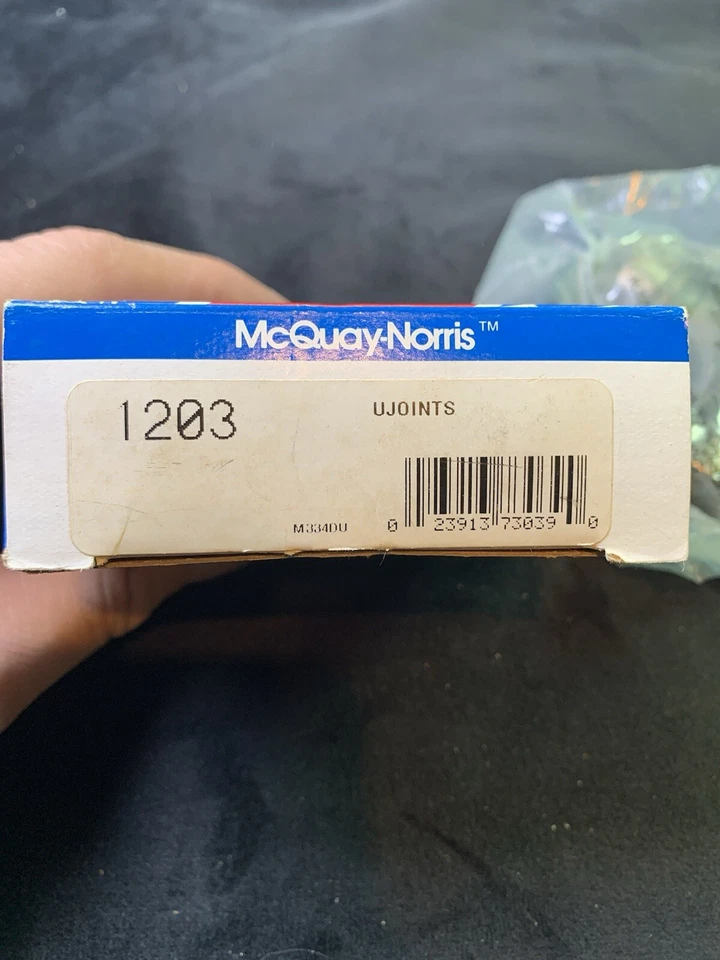 McQuay-Norris™
1203
UJOINTS
M334DU
0 23913 73039 0